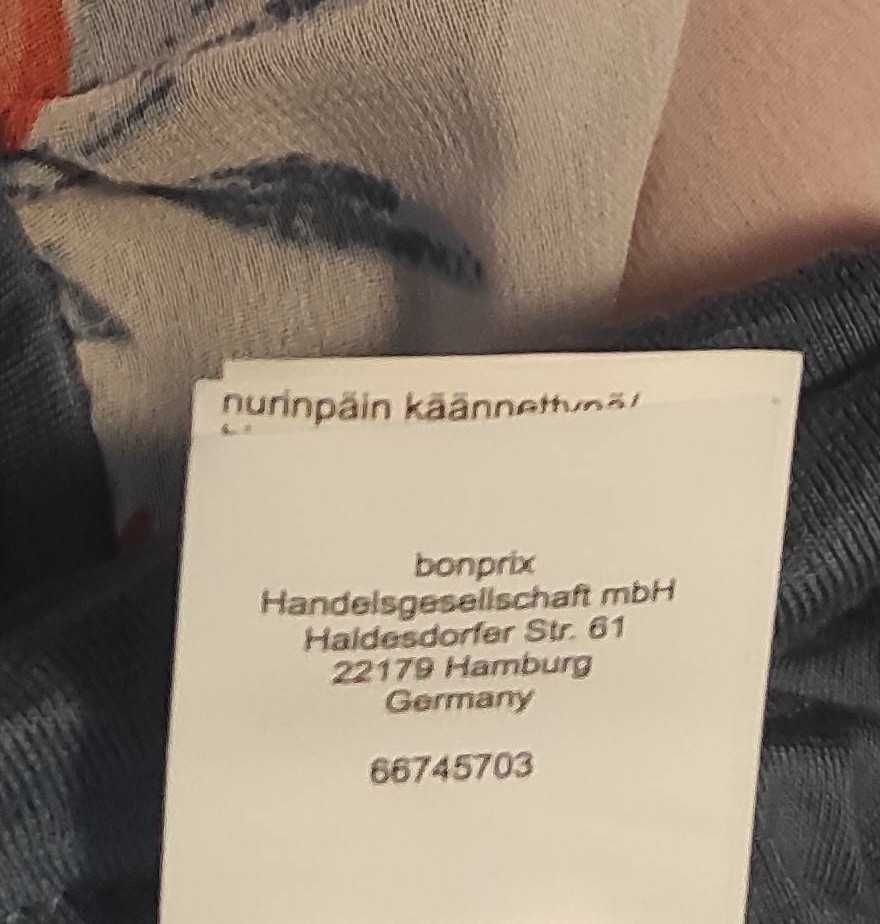 nurinpäin käännettynä/
bonprix
Handelsgesellschaft mbH
Haldesdorfer Str. 61
22179 Hamburg
Germany
66745703